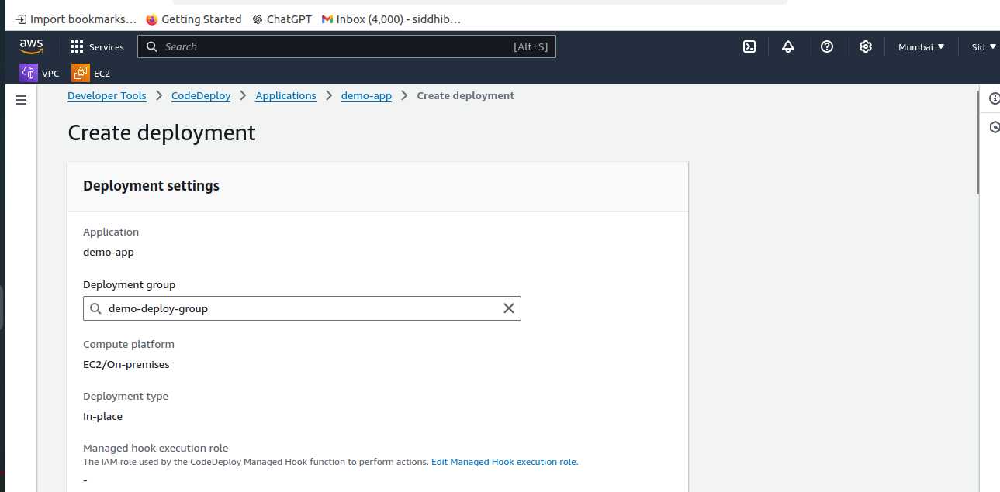 Import bookmarks... Getting Started ChatGPT Inbox (4,000) - siddhib...
aws Services Search [Alt+S] Mumbai Sid
VPC EC2
Developer Tools > CodeDeploy > Applications > demo-app > Create deployment
Create deployment
Deployment settings
Application
demo-app
Deployment group
demo-deploy-group
Compute platform
EC2/On-premises
Deployment type
In-place
Managed hook execution role
The IAM role used by the CodeDeploy Managed Hook function to perform actions. Edit Managed Hook execution role.
-